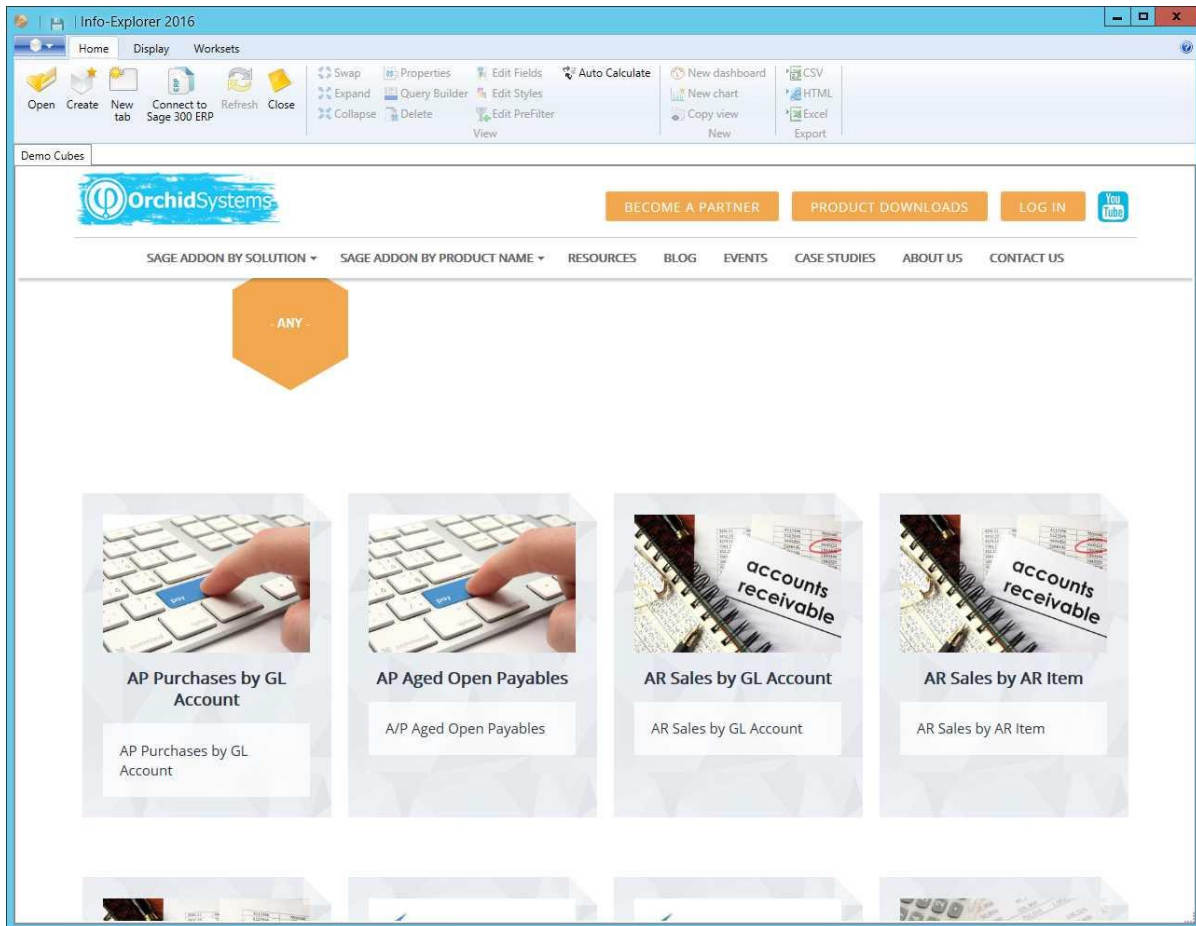 Info-Explorer 2016
Home Display Worksets
Open Create New tab Connect to Sage 300 ERP Refresh Close
Swap Properties Edit Fields Auto Calculate New dashboard CSV
Expand Query Builder Edit Styles New chart HTML
Collapse Delete Edit PreFilter Copy view Excel
View New Export
Demo Cubes
OrchidSystems
BECOME A PARTNER PRODUCT DOWNLOADS LOG IN You Tube
SAGE ADDON BY SOLUTION SAGE ADDON BY PRODUCT NAME RESOURCES BLOG EVENTS CASE STUDIES ABOUT US CONTACT US
- ANY -
pay pay accounts receivable accounts receivable
AP Purchases by GL Account
AP Aged Open Payables
AR Sales by GL Account
AR Sales by AR Item
AP Purchases by GL Account
A/P Aged Open Payables
AR Sales by GL Account
AR Sales by AR Item